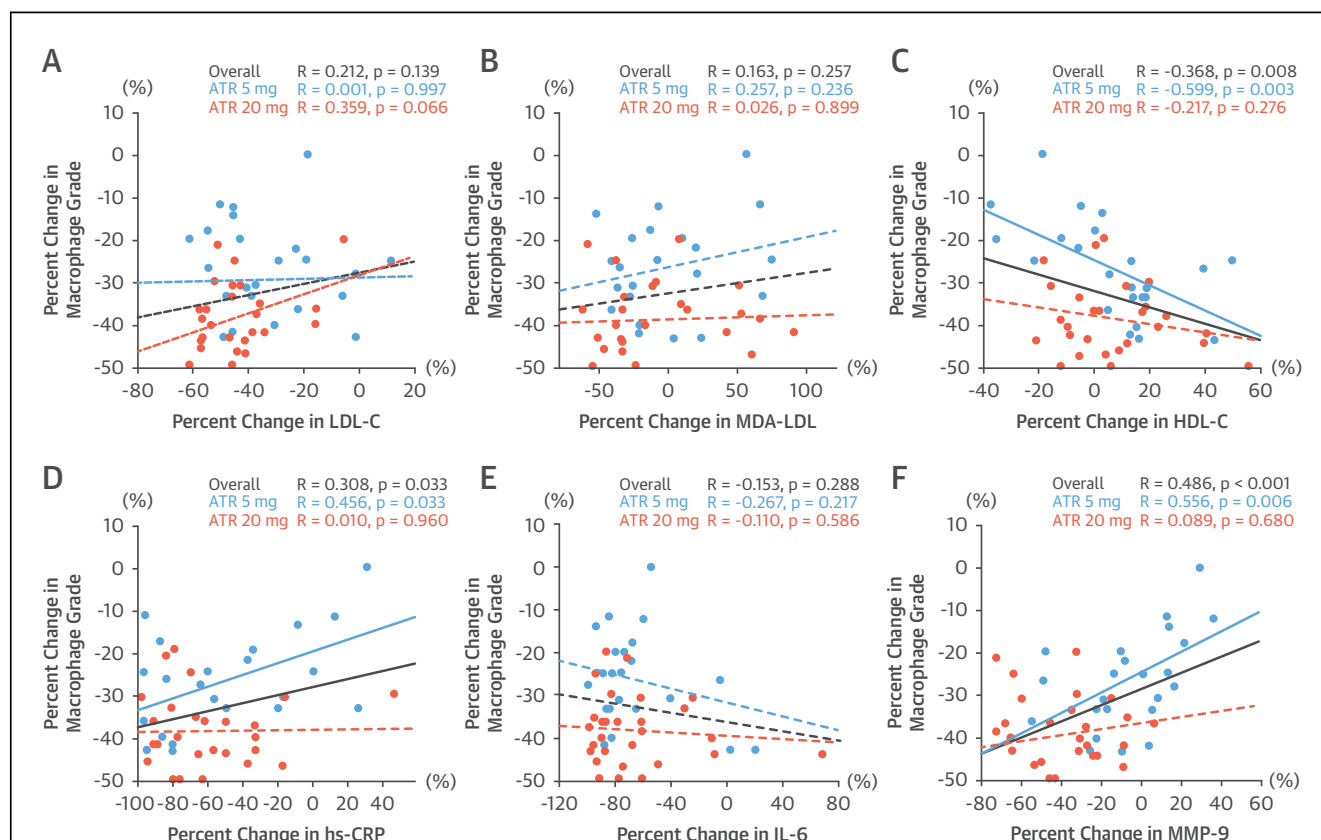 A
(%)
Overall R = 0.212, p = 0.139
ATR 5 mg R = 0.001, p = 0.997
ATR 20 mg R = 0.359, p = 0.066
Percent Change in
Macrophage Grade
10
0
-10
-20
-30
-40
-50
-80 -60 -40 -20 0 20 (%)
Percent Change in LDL-C
B
(%)
Overall R = 0.163, p = 0.257
ATR 5 mg R = 0.257, p = 0.236
ATR 20 mg R = 0.026, p = 0.899
Percent Change in
Macrophage Grade
10
0
-10
-20
-30
-40
-50
-50 0 50 100 (%)
Percent Change in MDA-LDL
C
(%)
Overall R = -0.368, p = 0.008
ATR 5 mg R = -0.599, p = 0.003
ATR 20 mg R = -0.217, p = 0.276
Percent Change in
Macrophage Grade
10
0
-10
-20
-30
-40
-50
-40 -20 0 20 40 60 (%)
Percent Change in HDL-C
D
(%)
Overall R = 0.308, p = 0.033
ATR 5 mg R = 0.456, p = 0.033
ATR 20 mg R = 0.010, p = 0.960
Percent Change in
Macrophage Grade
10
0
-10
-20
-30
-40
-50
-100 -80 -60 -40 -20 0 20 40 (%)
Percent Change in hs-CRP
E
(%)
Overall R = -0.153, p = 0.288
ATR 5 mg R = -0.267, p = 0.217
ATR 20 mg R = -0.110, p = 0.586
Percent Change in
Macrophage Grade
10
0
-10
-20
-30
-40
-50
-120 -80 -40 0 40 80 (%)
Percent Change in IL-6
F
(%)
Overall R = 0.486, p < 0.001
ATR 5 mg R = 0.556, p = 0.006
ATR 20 mg R = 0.089, p = 0.680
Percent Change in
Macrophage Grade
10
0
-10
-20
-30
-40
-50
-80 -60 -40 -20 0 20 40 60 (%)
Percent Change in MMP-9